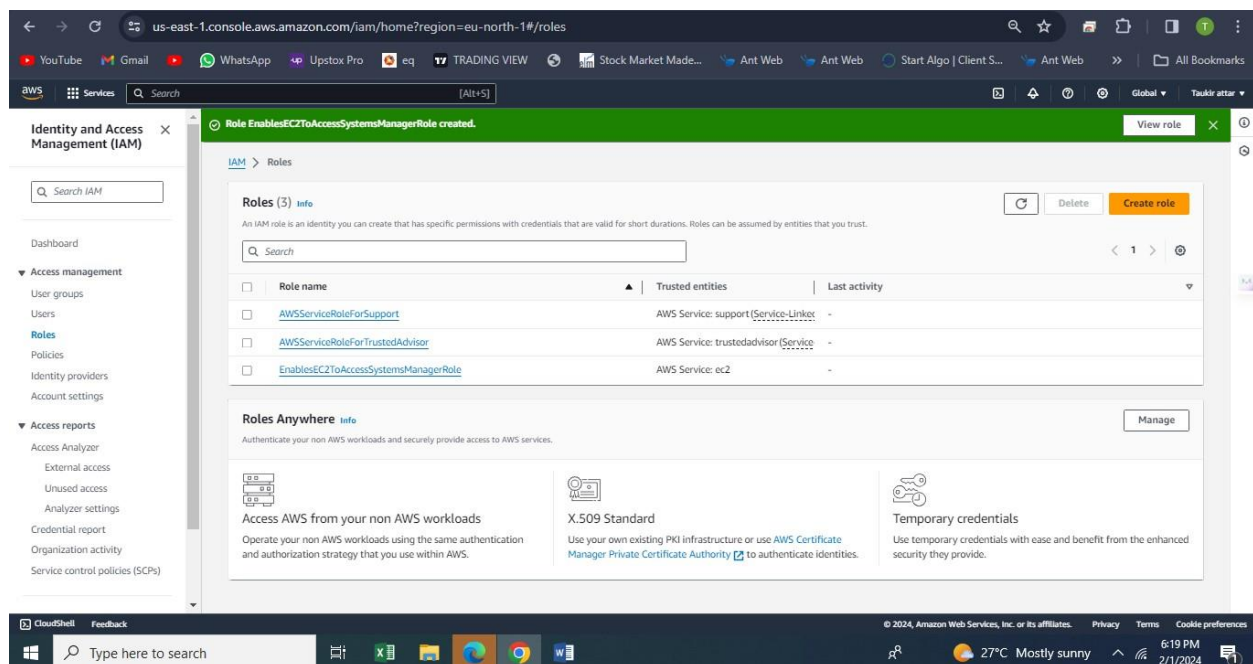 us-east-1.console.aws.amazon.com/iam/home?region=eu-north-1#/roles
T
YouTube Gmail WhatsApp Upstox Pro eq TRADING VIEW Stock Market Made... Ant Web Ant Web Start Algo | Client S... Ant Web » All Bookmarks
aws Services Search [Alt+S] Global Taukir attar
Identity and Access Management (IAM)
Search IAM
Dashboard
Access management
User groups
Users
Roles
Policies
Identity providers
Account settings
Access reports
Access Analyzer
External access
Unused access
Analyzer settings
Credential report
Organization activity
Service control policies (SCPs)
Role EnablesEC2ToAccessSystemsManagerRole created. View role
IAM > Roles
Roles (3) Info Delete Create role
An IAM role is an identity you can create that has specific permissions with credentials that are valid for short durations. Roles can be assumed by entities that you trust.
Search 1
Role name Trusted entities Last activity
AWSServiceRoleForSupport AWS Service: support (Service-Linked -
AWSServiceRoleForTrustedAdvisor AWS Service: trustedadvisor (Service -
EnablesEC2ToAccessSystemsManagerRole AWS Service: ec2 -
Roles Anywhere Info Manage
Authenticate your non AWS workloads and securely provide access to AWS services.
Access AWS from your non AWS workloads
Operate your non AWS workloads using the same authentication
and authorization strategy that you use within AWS.
X.509 Standard
Use your own existing PKI infrastructure or use AWS Certificate
Manager Private Certificate Authority to authenticate identities.
Temporary credentials
Use temporary credentials with ease and benefit from the enhanced
security they provide.
CloudShell Feedback © 2024, Amazon Web Services, Inc. or its affiliates. Privacy Terms Cookie preferences
Type here to search 27°C Mostly sunny 6:19 PM
2/1/2024